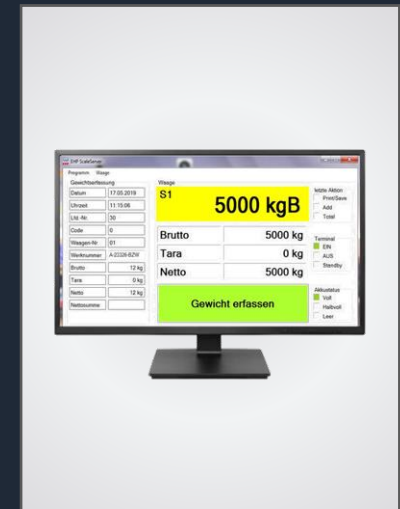 EHP ScaleServer
Programm Waage
Gewichtserfassung
Datum 17.05.2019
Uhrzeit 11:15:06
Lfd.-Nr. 30
Code 0
Waagen-Nr. 01
Werknummer
Brutto 12 kg
Tara 0 kg
Netto 12 kg
Nettosumme
Waage
S1
5000 kgB
Brutto 5000 kg
Tara 0 kg
Netto 5000 kg
Gewicht erfassen
letzte Aktion
Print/Save
Add
Total
Terminal
EIN
AUS
Standby
Akkustatus
Voll
Halbvoll
Leer